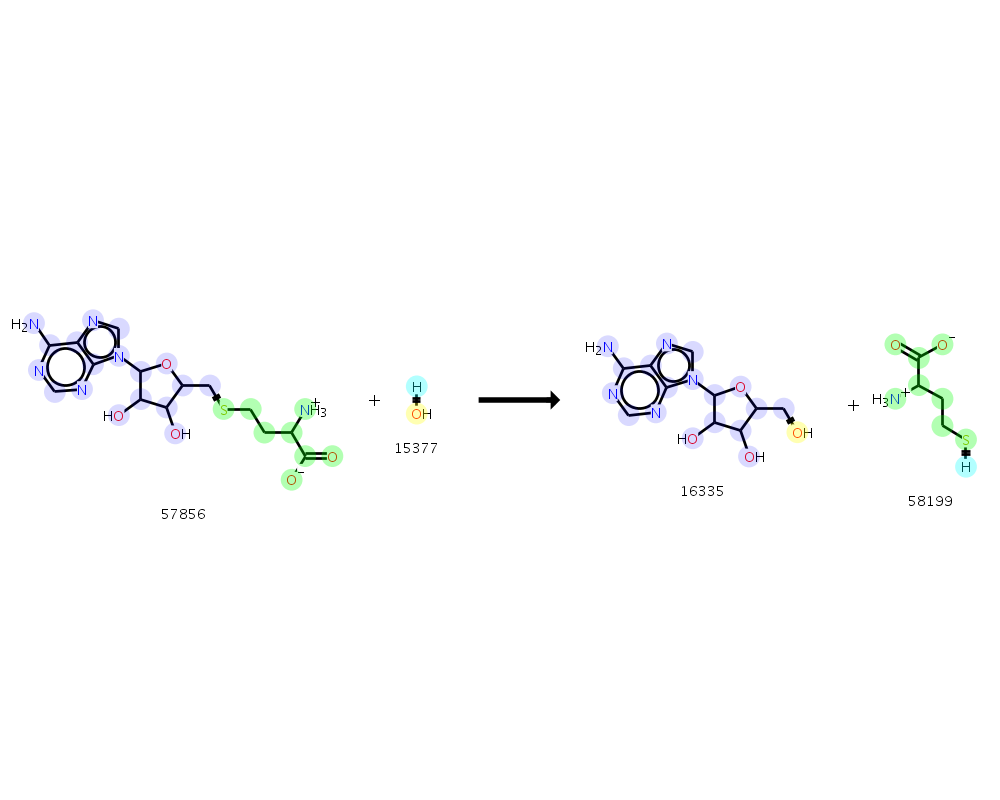 H2N N N N N O HO OH S NH3+ O O-
57856
+
H OH
15377
H2N N N N N O HO OH OH
16335
+
O O- H3N+ S H
58199